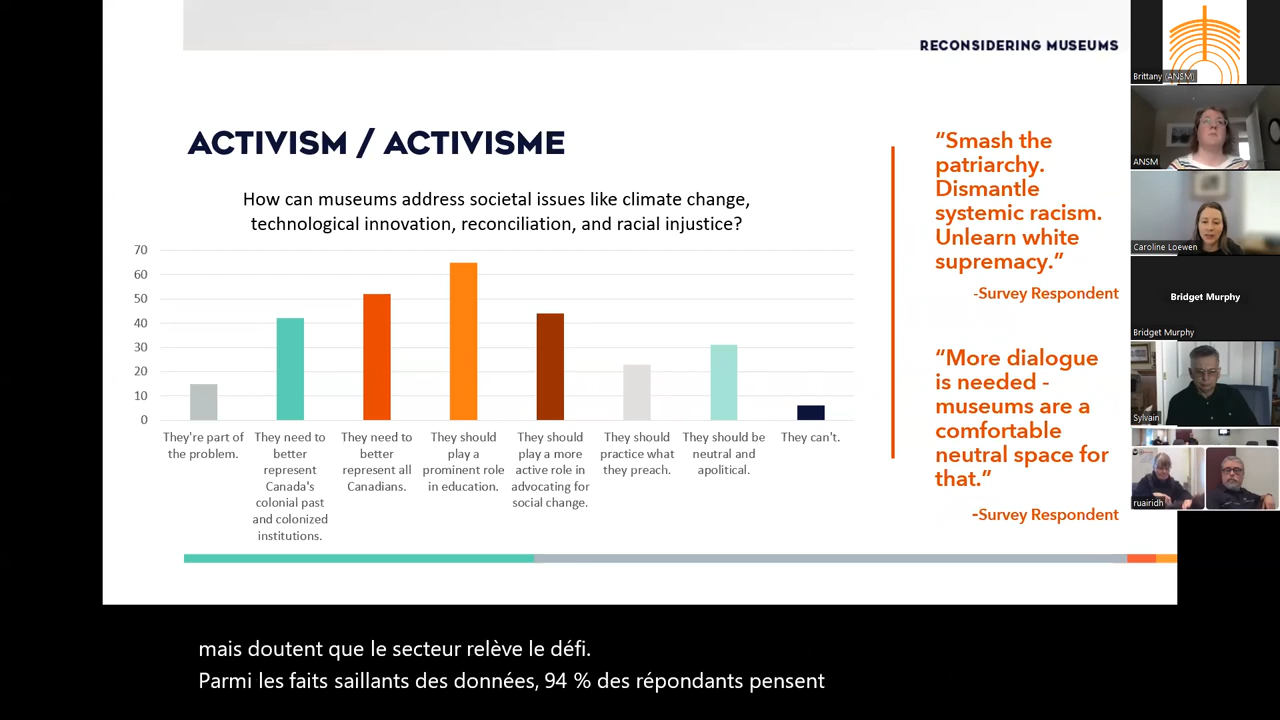 RECONSIDERING MUSEUMS
ACTIVISM / ACTIVISME
How can museums address societal issues like climate change,
technological innovation, reconciliation, and racial injustice?
70
60
50
40
30
20
10
0
They're part of
the problem.
They need to
better
represent
Canada's
colonial past
and colonized
institutions.
They need to
better
represent all
Canadians.
They should
play a
prominent role
in education.
They should
play a more
active role in
advocating for
social change.
They should
practice what
they preach.
They should be
neutral and
apolitical.
They can't.
“Smash the
patriarchy.
Dismantle
systemic racism.
Unlearn white
supremacy.”
-Survey Respondent
“More dialogue
is needed -
museums are a
comfortable
neutral space for
that.”
-Survey Respondent
Brittany (ANSM)
ANSM
Caroline Loewen
Bridget Murphy
Bridget Murphy
Sylvain
ruairidh
mais doutent que le secteur relève le défi.
Parmi les faits saillants des données, 94 % des répondants pensent